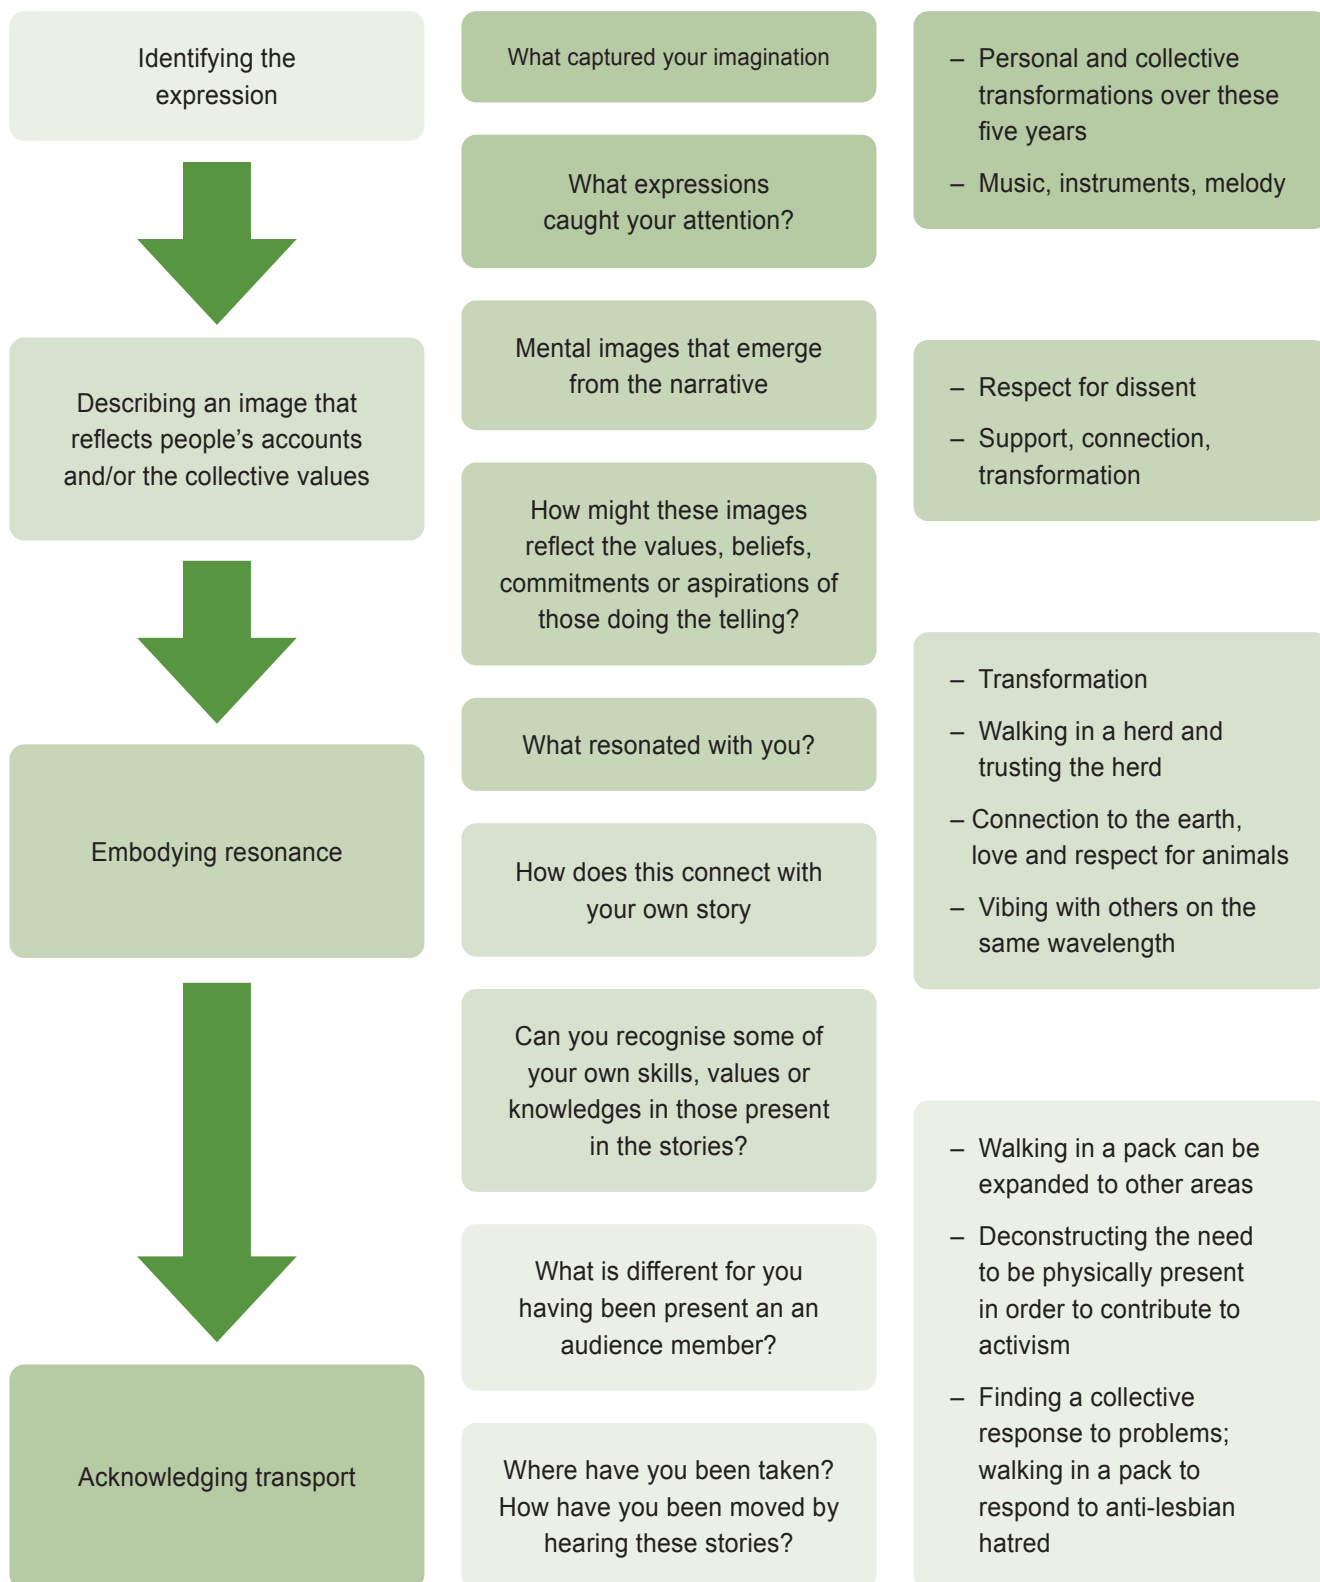 Identifying the
expression
What captured your imagination
What expressions
caught your attention?
– Personal and collective
transformations over these
five years
– Music, instruments, melody
Describing an image that
reflects people’s accounts
and/or the collective values
Mental images that emerge
from the narrative
How might these images
reflect the values, beliefs,
commitments or aspirations of
those doing the telling?
– Respect for dissent
– Support, connection,
transformation
Embodying resonance
What resonated with you?
How does this connect with
your own story
Can you recognise some of
your own skills, values or
knowledges in those present
in the stories?
– Transformation
– Walking in a herd and
trusting the herd
– Connection to the earth,
love and respect for animals
– Vibing with others on the
same wavelength
Acknowledging transport
What is different for you
having been present an an
audience member?
Where have you been taken?
How have you been moved by
hearing these stories?
– Walking in a pack can be
expanded to other areas
– Deconstructing the need
to be physically present
in order to contribute to
activism
– Finding a collective
response to problems;
walking in a pack to
respond to anti-lesbian
hatred